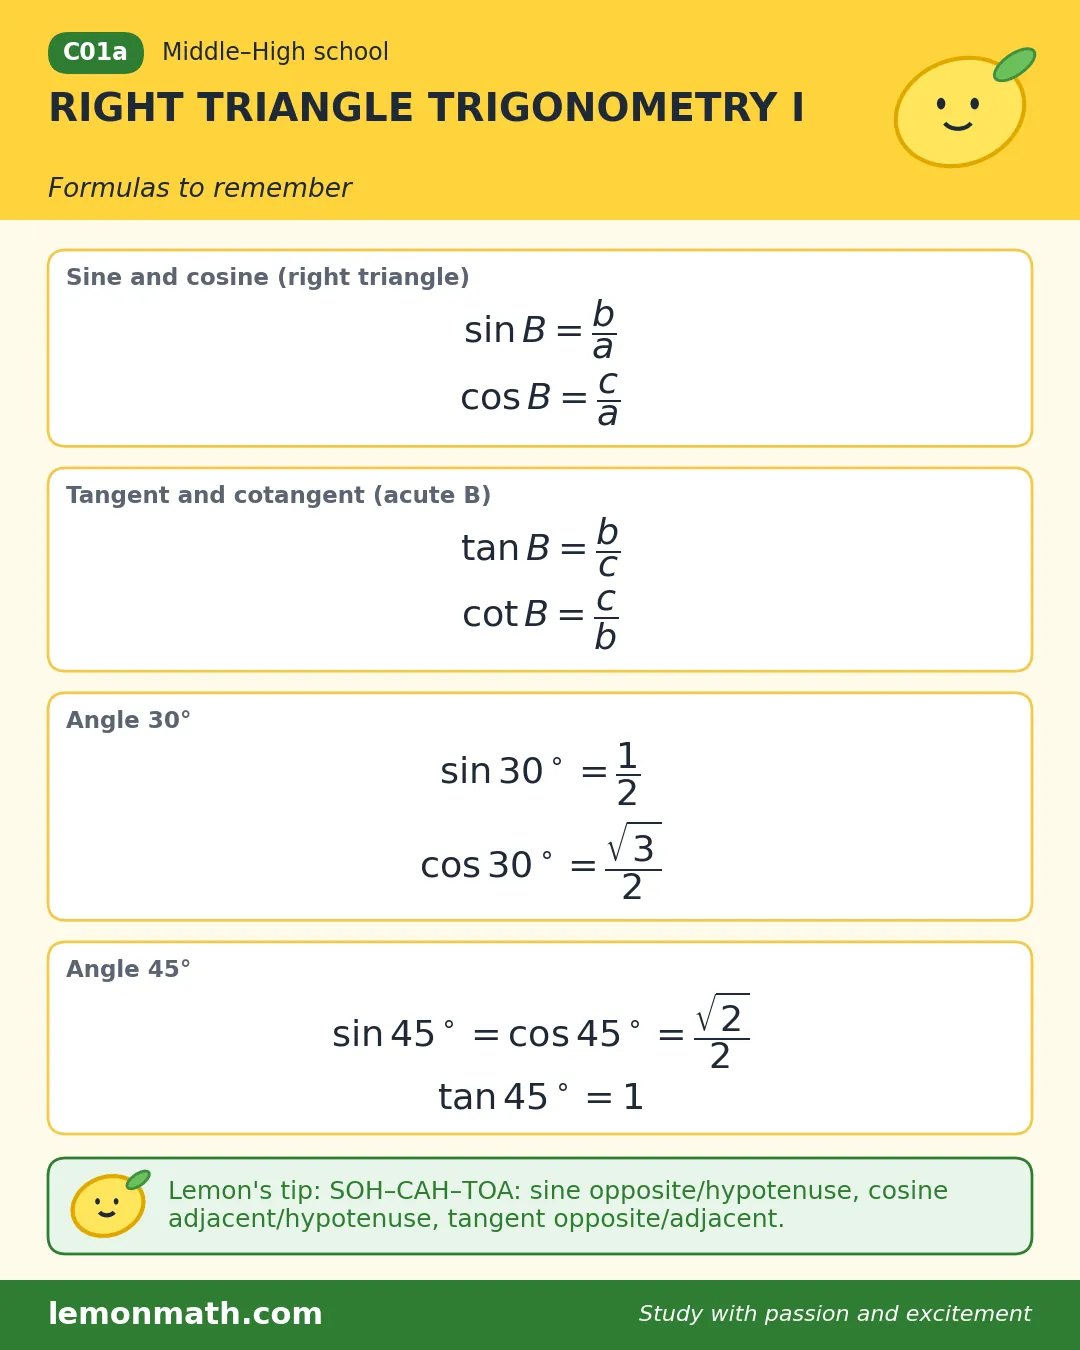 C01a Middle–High school
RIGHT TRIANGLE TRIGONOMETRY I
Formulas to remember
Sine and cosine (right triangle)
sin B = b/a
cos B = c/a
Tangent and cotangent (acute B)
tan B = b/c
cot B = c/b
Angle 30°
sin 30° = 1/2
cos 30° = √3/2
Angle 45°
sin 45° = cos 45° = √2/2
tan 45° = 1
Lemon's tip: SOH–CAH–TOA: sine opposite/hypotenuse, cosine
adjacent/hypotenuse, tangent opposite/adjacent.
lemonmath.com
Study with passion and excitement